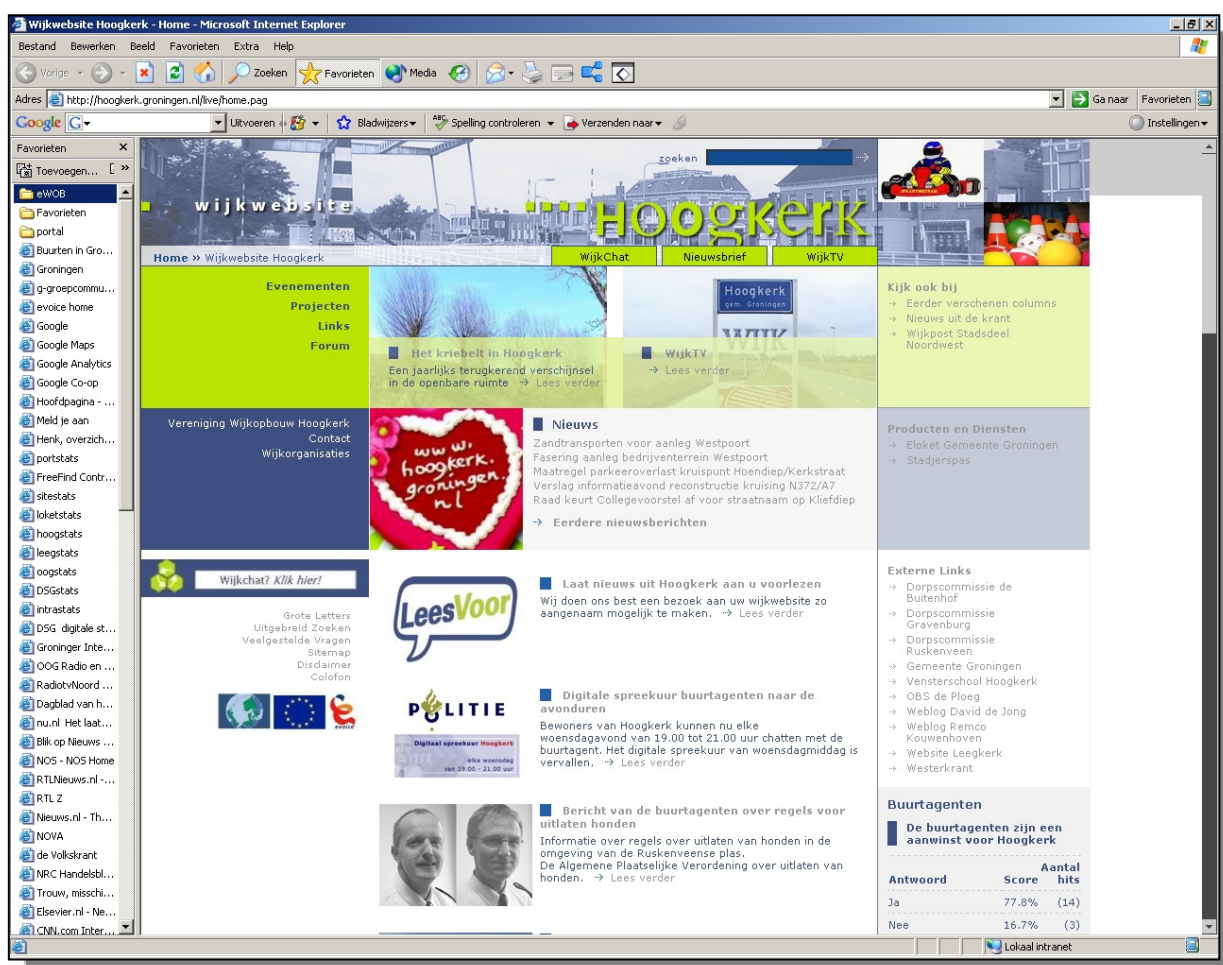 Wijkwebsite Hoogkerk - Home - Microsoft Internet Explorer
Bestand Bewerken Beeld Favorieten Extra Help
Vorige Zoeken Favorieten Media
Adres http://hoogkerk.groningen.nl/live/home.pag Ga naar Favorieten
Google G Uitvoeren Bladwijzers ABC Spelling controleren Verzenden naar Instellingen
Favorieten x
Toevoegen... »
eWOB
Favorieten
portal
Buurten in Gro...
Groningen
g-groepcommu...
evoice home
Google
Google Maps
Google Analytics
Google Co-op
Hoofdpagina - ...
Meld je aan
Henk, overzich...
portstats
FreeFind Contr...
sitestats
loketstats
hoogstats
leegstats
oogstats
DSGstats
intrastats
DSG digitale st...
Groninger Inte...
OOG Radio en ...
RadiotvNoord ...
Dagblad van h...
nu.nl Het laat...
Blik op Nieuws ...
NOS - NOS Home
RTLNieuws.nl -...
RTL Z
Nieuws.nl - Th...
NOVA
de Volkskrant
NRC Handelsbl...
Trouw, misschi...
Elsevier.nl - Ne...
CNN.com Inter...
zoeken
wijkwebsite
HOOGKERK
Home » Wijkwebsite Hoogkerk
WijkChat Nieuwsbrief WijkTV
Evenementen
Projecten
Links
Forum
Vereniging Wijkopbouw Hoogkerk
Contact
Wijkorganisaties
Wijkchat? Klik hier!
Grote Letters
Uitgebreid Zoeken
Veelgestelde Vragen
Sitemap
Disclaimer
Colofon
evoice
Het kriebelt in Hoogkerk
Een jaarlijks terugkerend verschijnsel
in de openbare ruimte Lees verder
Hoogkerk
gem. Groningen
WIJK
TV
WijkTV
Lees verder
www.
hoogkerk.
groningen.
nl
Nieuws
Zandtransporten voor aanleg Westpoort
Fasering aanleg bedrijventerrein Westpoort
Maatregel parkeeroverlast kruispunt Hoendiep/Kerkstraat
Verslag informatieavond reconstructie kruising N372/A7
Raad keurt Collegevoorstel af voor straatnaam op Kliefdiep
Eerdere nieuwsberichten
LeesVoor
Laat nieuws uit Hoogkerk aan u voorlezen
Wij doen ons best een bezoek aan uw wijkwebsite zo
aangenaam mogelijk te maken. Lees verder
POLITIE
Digitaal spreekuur Hoogkerk
elke woensdag
van 19.00 - 21.00 uur
Digitale spreekuur buurtagenten naar de
avonduren
Bewoners van Hoogkerk kunnen nu elke
woensdagavond van 19.00 tot 21.00 uur chatten met de
buurtagent. Het digitale spreekuur van woensdagmiddag is
vervallen. Lees verder
Bericht van de buurtagenten over regels voor
uitlaten honden
Informatie over regels over uitlaten van honden in de
omgeving van de Ruskenveense plas.
De Algemene Plaatselijke Verordening over uitlaten van
honden. Lees verder
Kijk ook bij
Eerder verschenen columns
Nieuws uit de krant
Wijkpost Stadsdeel
Noordwest
Producten en Diensten
Eloket Gemeente Groningen
Stadjerspas
Externe Links
Dorpscommissie de
Buitenhof
Dorpscommissie
Gravenburg
Dorpscommissie
Ruskenveen
Gemeente Groningen
Vensterschool Hoogkerk
OBS de Ploeg
Weblog David de Jong
Weblog Remco
Kouwenhoven
Website Leegkerk
Westerkrant
Buurtagenten
De buurtagenten zijn een
aanwinst voor Hoogkerk
Antwoord Score Aantal hits
Ja 77.8% (14)
Nee 16.7% (3)
Lokaal intranet